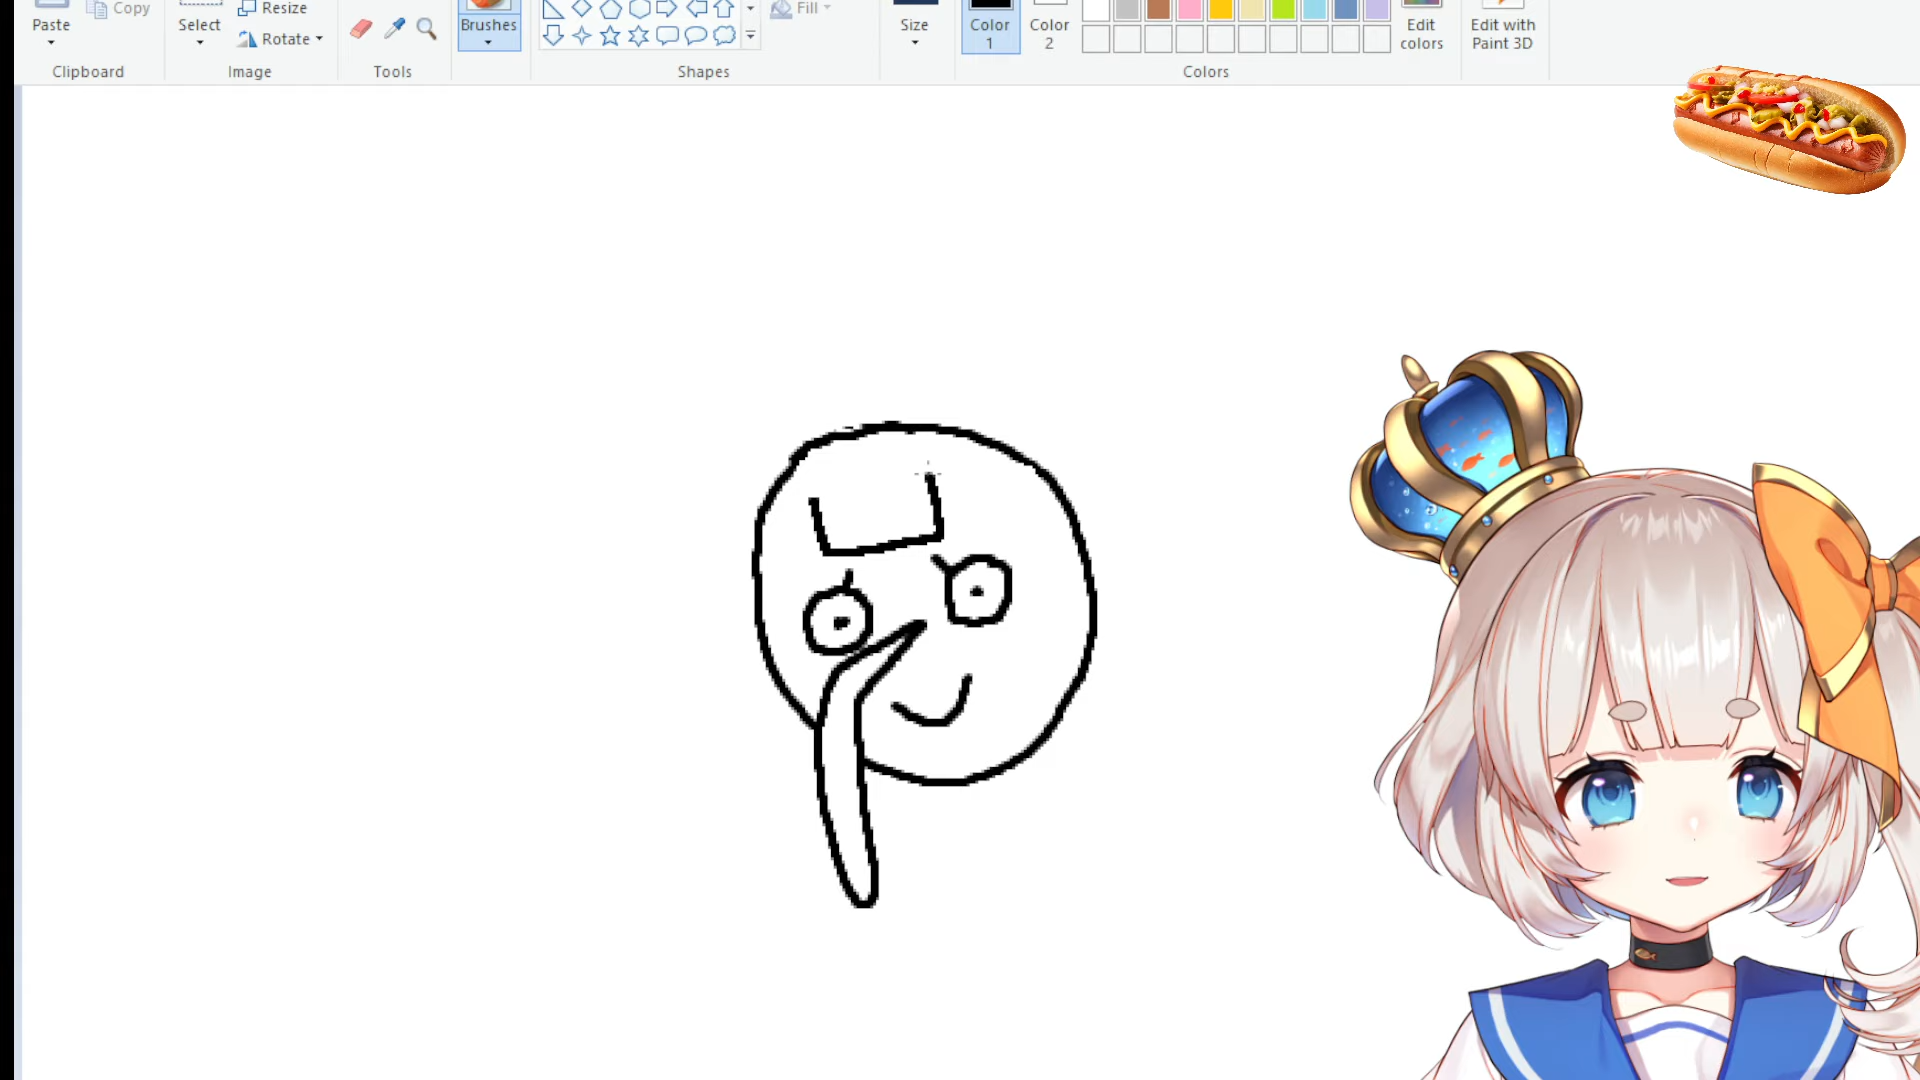 Paste
Copy
Clipboard
Select
Resize
Rotate
Image
Tools
Brushes
Shapes
Fill
Size
Color
1
Color
2
Colors
Edit
colors
Edit with
Paint 3D